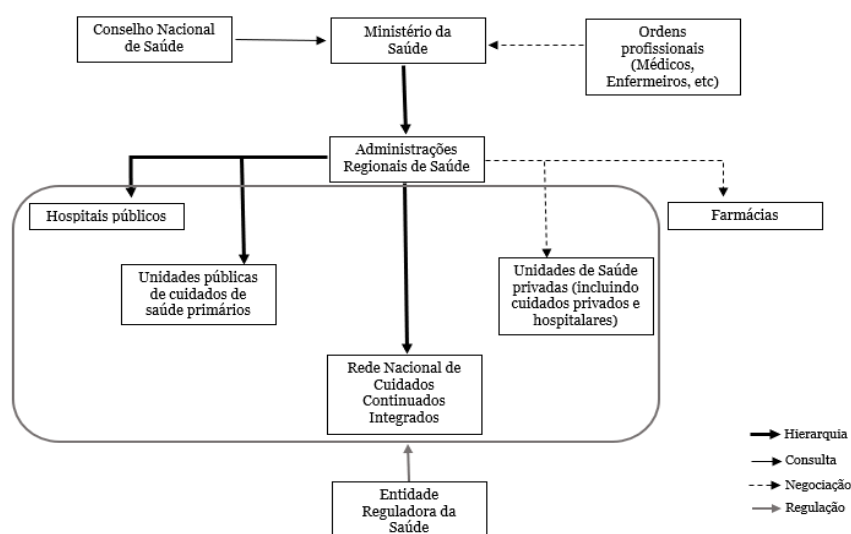 Conselho Nacional
de Saúde
Ministério da
Saúde
Ordens
profissionais
(Médicos,
Enfermeiros, etc)
Administrações
Regionais de Saúde
Hospitais públicos
Farmácias
Unidades públicas
de cuidados de
saúde primários
Unidades de Saúde
privadas (incluindo
cuidados privados e
hospitalares)
Rede Nacional de
Cuidados
Continuados
Integrados
Entidade
Reguladora da
Saúde
Hierarquia
Consulta
Negociação
Regulação